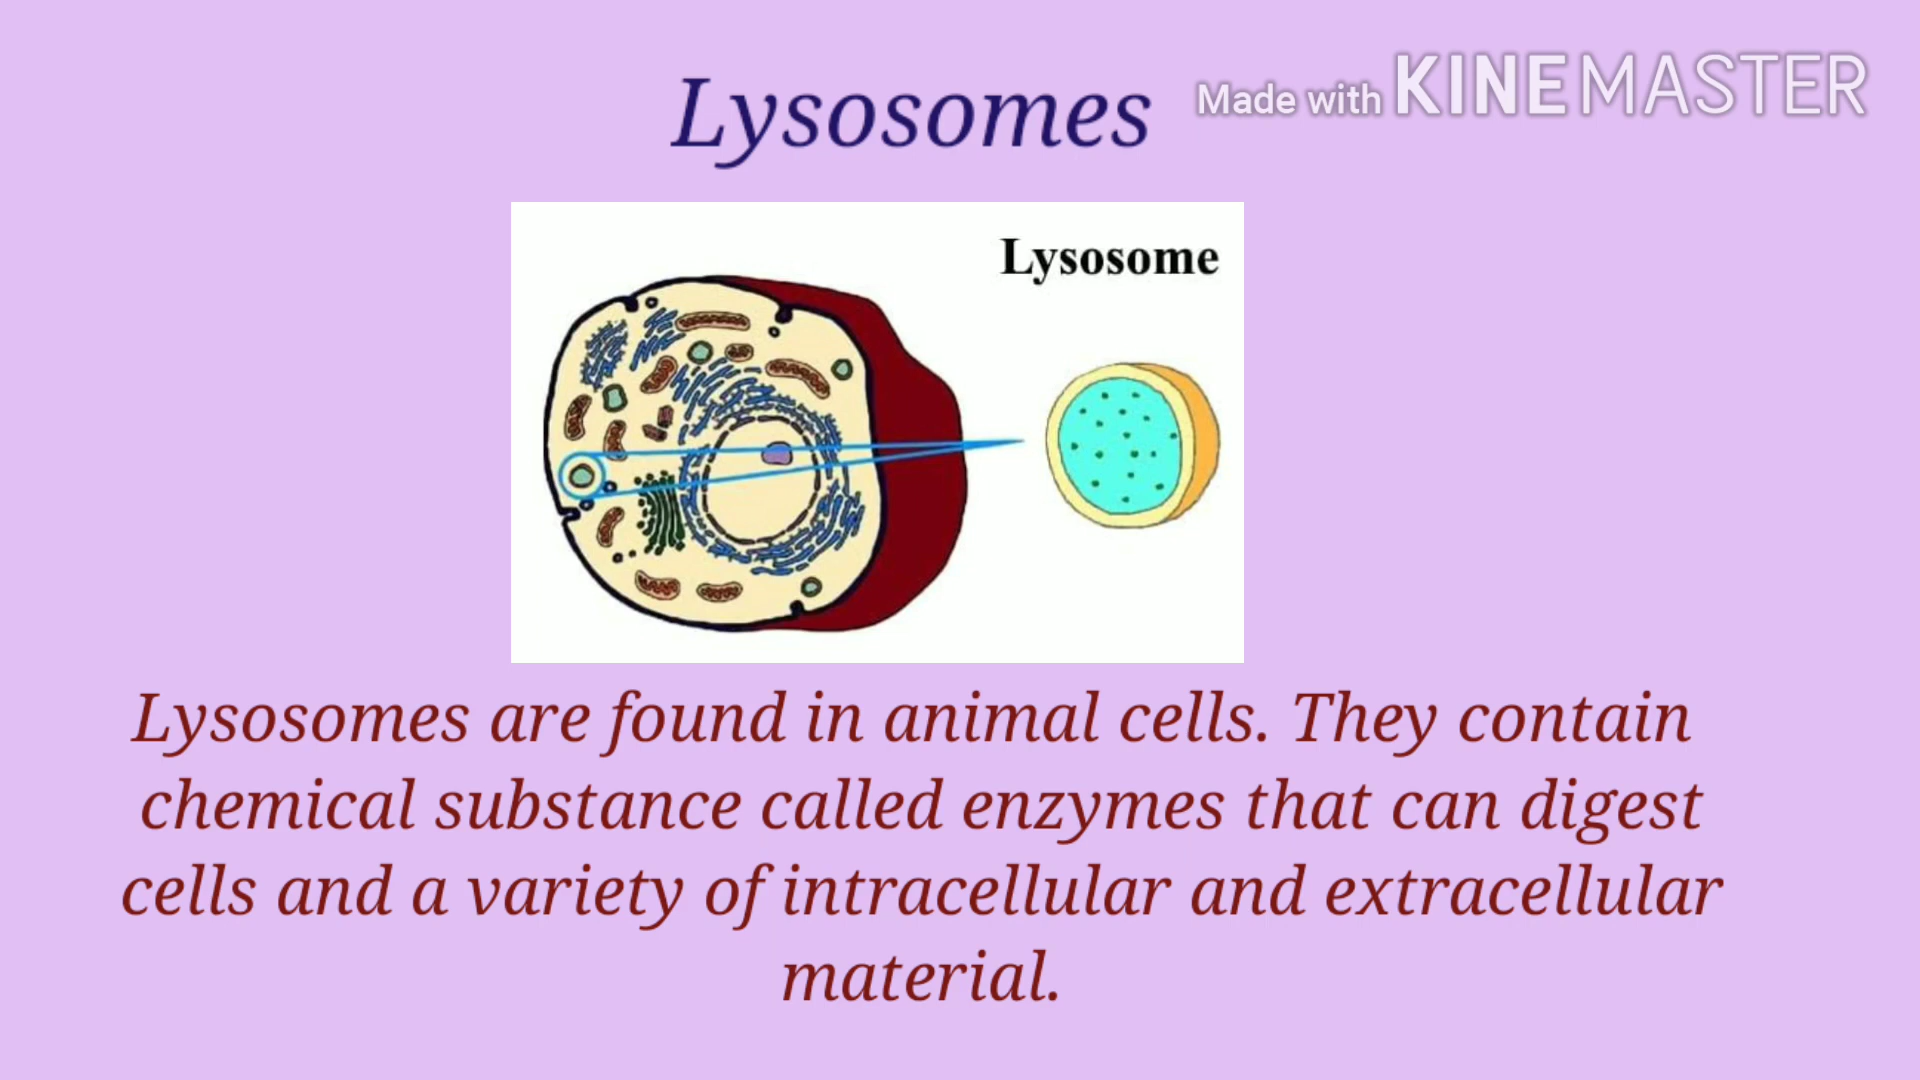 Lysosomes
Made with KINEMASTER
Lysosome
Lysosomes are found in animal cells. They contain
chemical substance called enzymes that can digest
cells and a variety of intracellular and extracellular
material.